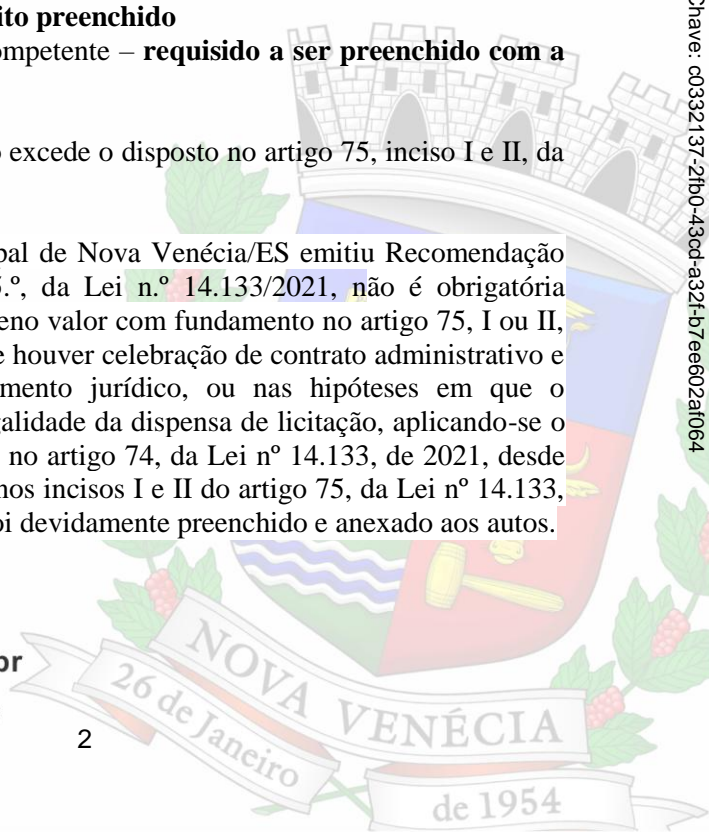 ito preenchido
ompetente – requisido a ser preenchido com a
o excede o disposto no artigo 75, inciso I e II, da
pal de Nova Venécia/ES emitiu Recomendação
5.º, da Lei n.º 14.133/2021, não é obrigatória
eno valor com fundamento no artigo 75, I ou II,
e houver celebração de contrato administrativo e
mento jurídico, ou nas hipóteses em que o
galidade da dispensa de licitação, aplicando-se o
no artigo 74, da Lei nº 14.133, de 2021, desde
nos incisos I e II do artigo 75, da Lei nº 14.133,
oi devidamente preenchido e anexado aos autos.
or
2
NOVA VENÉCIA
26 de Janeiro
de 1954
Chave: c0332137-2fb0-43cd-a32f-b7ee602af064